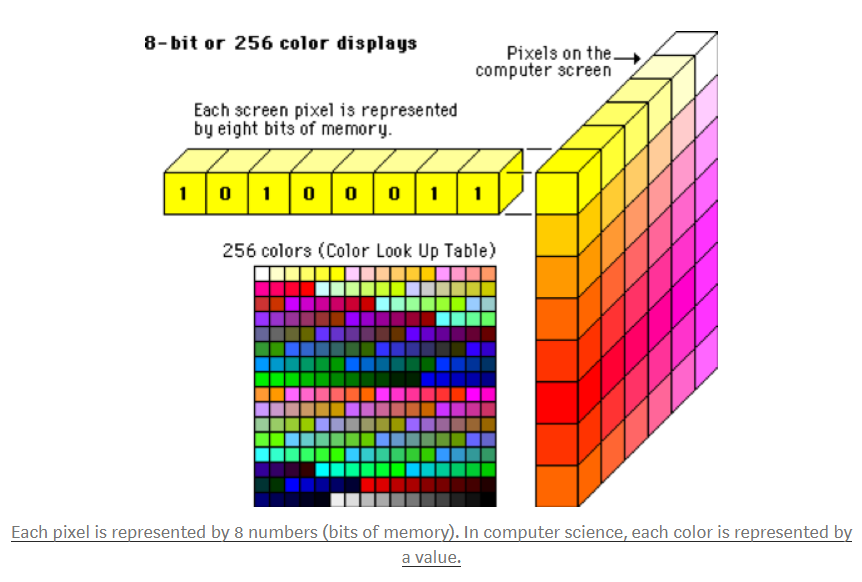 8-bit or 256 color displays
Pixels on the
computer screen
Each screen pixel is represented
by eight bits of memory.
1 0 1 0 0 0 1 1
256 colors (Color Look Up Table)
Each pixel is represented by 8 numbers (bits of memory). In computer science, each color is represented by
a value.